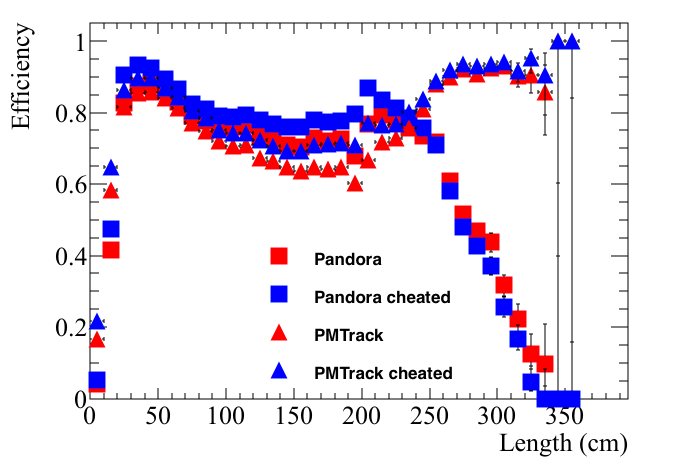 Efficiency
1
0.8
0.6
0.4
0.2
0
Pandora
Pandora cheated
PMTrack
PMTrack cheated
0 50 100 150 200 250 300 350
Length (cm)